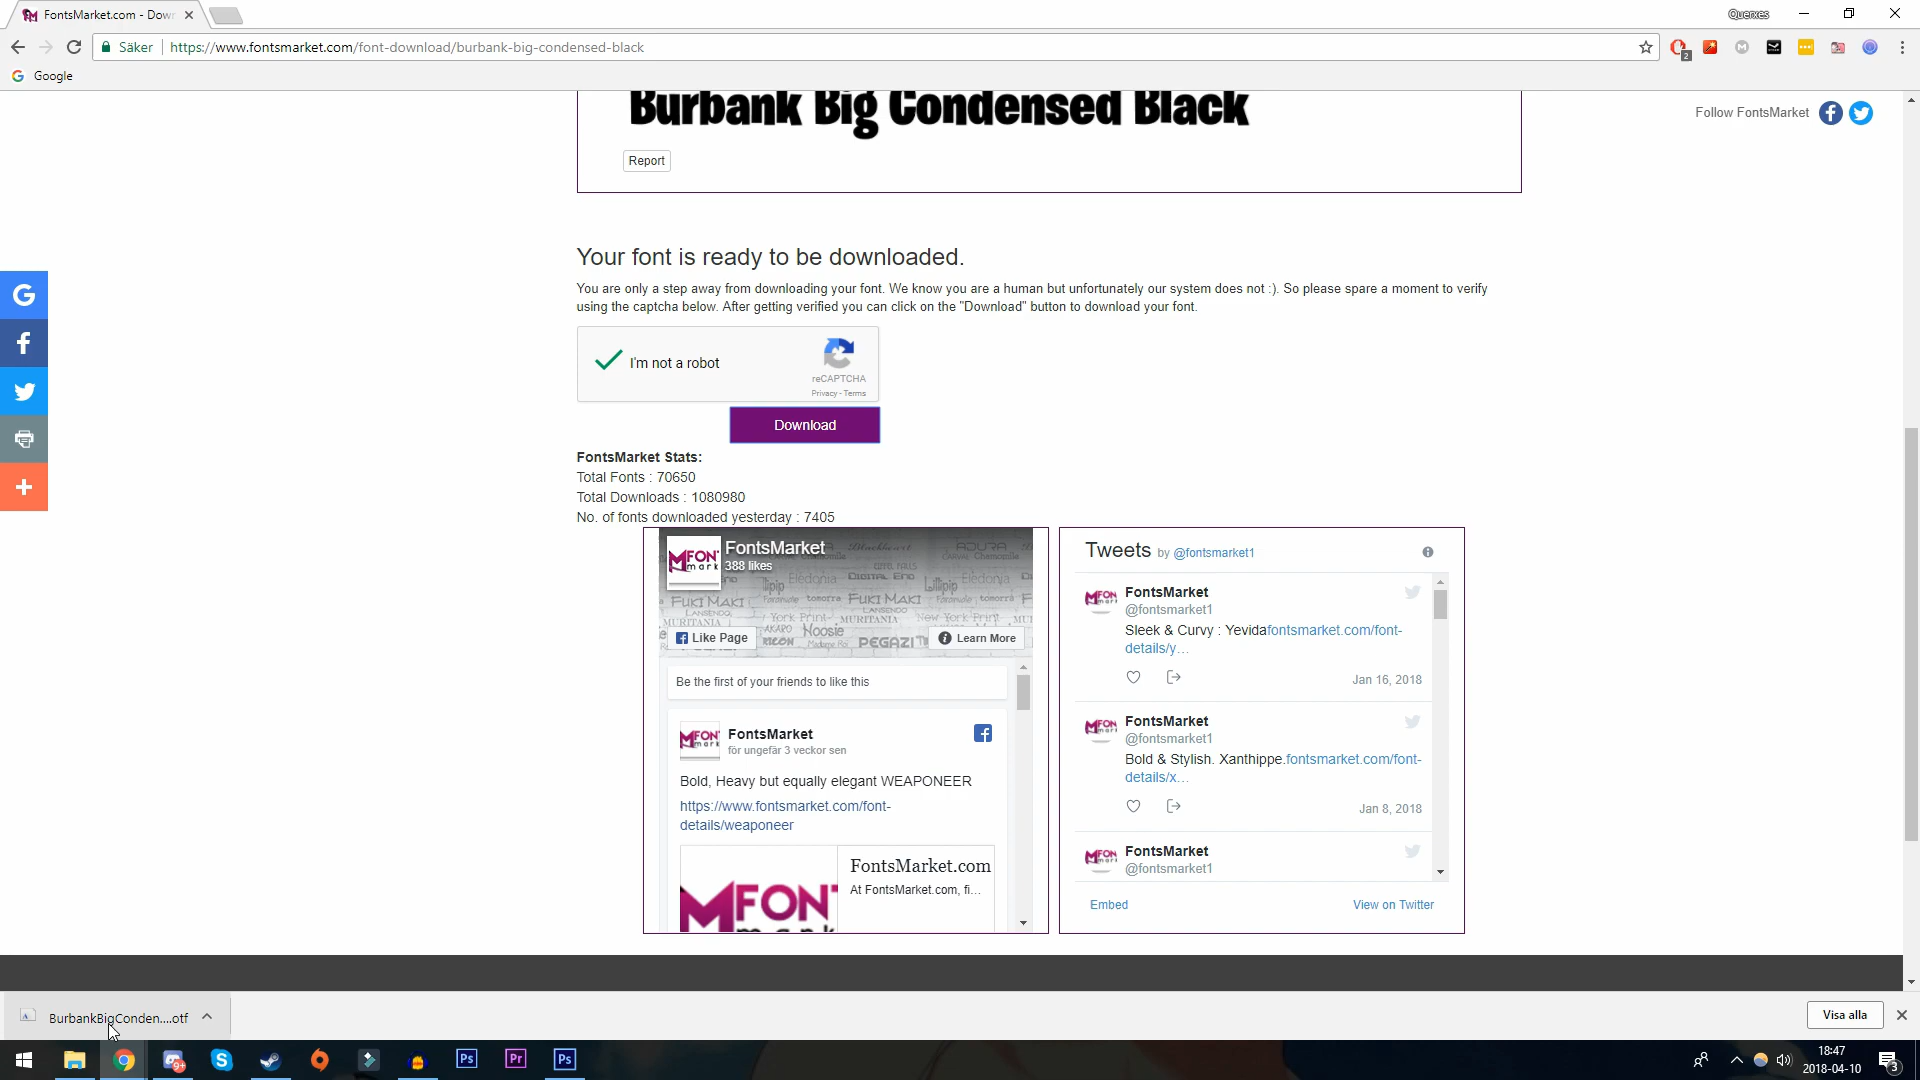 FontsMarket.com - Dow
Querxes
Säker
https://www.fontsmarket.com/font-download/burbank-big-condensed-black
2
Google
Burbank Big Condensed Black
Follow FontsMarket
Report
Your font is ready to be downloaded.
You are only a step away from downloading your font. We know you are a human but unfortunately our system does not :). So please spare a moment to verify
using the captcha below. After getting verified you can click on the "Download" button to download your font.
I'm not a robot
reCAPTCHA
Privacy - Terms
Download
FontsMarket Stats:
Total Fonts : 70650
Total Downloads : 1080980
No. of fonts downloaded yesterday : 7405
FontsMarket
388 likes
Like Page
Learn More
Be the first of your friends to like this
FontsMarket
för ungefär 3 veckor sen
Bold, Heavy but equally elegant WEAPONEER
https://www.fontsmarket.com/font-
details/weaponeer
FontsMarket.com
At FontsMarket.com, fi...
Tweets by @fontsmarket1
FontsMarket
@fontsmarket1
Sleek & Curvy : Yevidafontsmarket.com/font-
details/y…
Jan 16, 2018
FontsMarket
@fontsmarket1
Bold & Stylish. Xanthippe.fontsmarket.com/font-
details/x…
Jan 8, 2018
FontsMarket
@fontsmarket1
Embed
View on Twitter
BurbankBigConden....otf
Visa alla
9+
Ps
Pr
Ps
18:47
2018-04-10
3